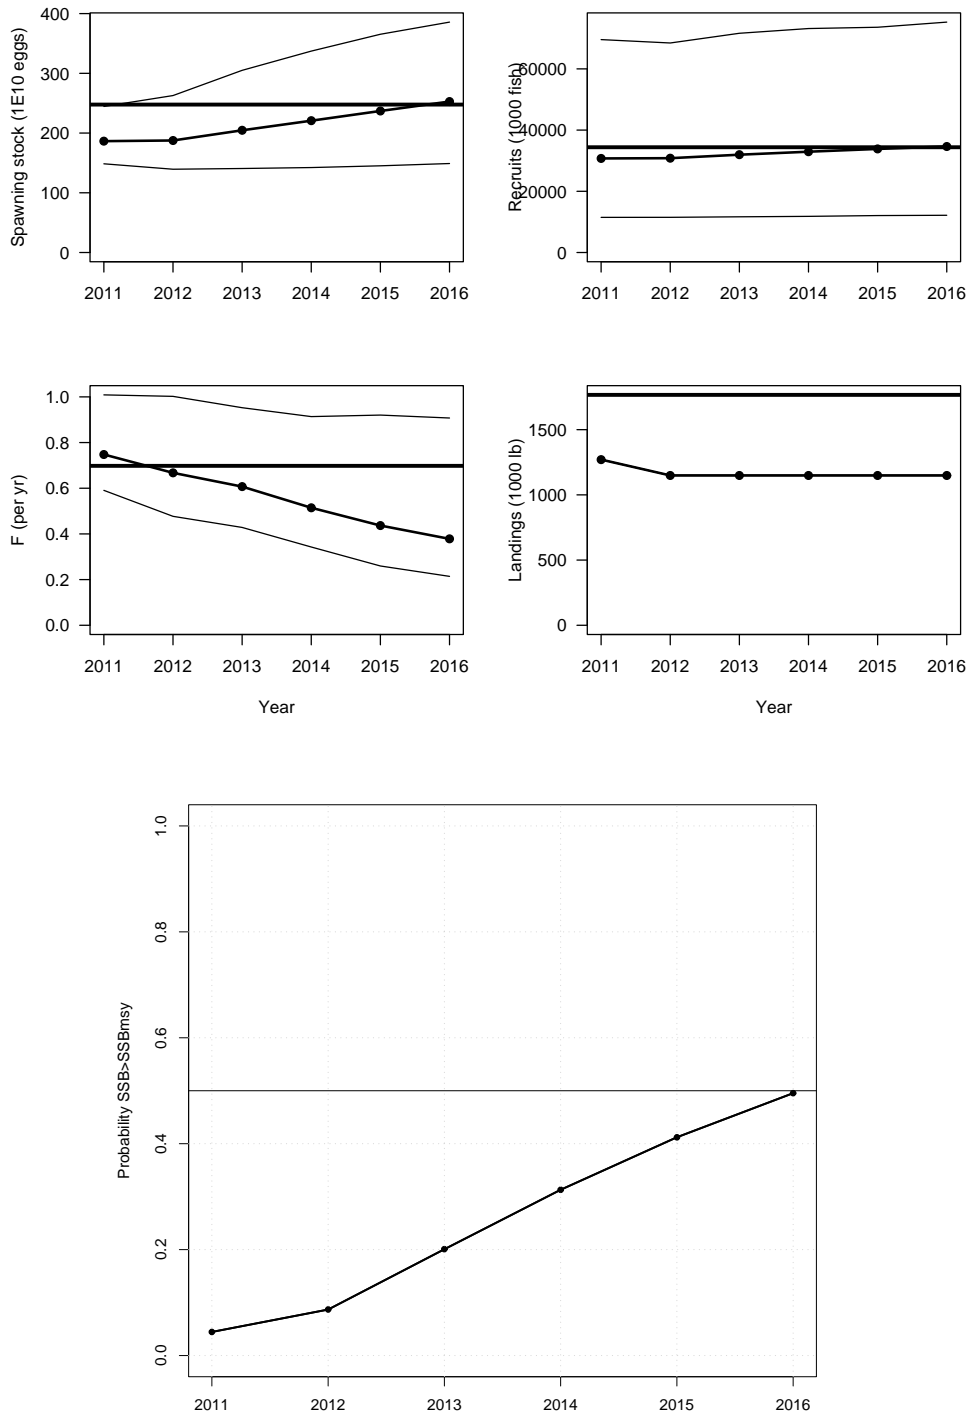 Spawning stock (1E10 eggs)
400
300
200
100
0
2011 2012 2013 2014 2015 2016
Recruits (1000 fish)
60000
40000
20000
0
2011 2012 2013 2014 2015 2016
F (per yr)
1.0
0.8
0.6
0.4
0.2
0.0
2011 2012 2013 2014 2015 2016
Year
Landings (1000 lb)
1500
1000
500
0
2011 2012 2013 2014 2015 2016
Year
Probability SSB>SSBmsy
1.0
0.8
0.6
0.4
0.2
0.0
2011 2012 2013 2014 2015 2016